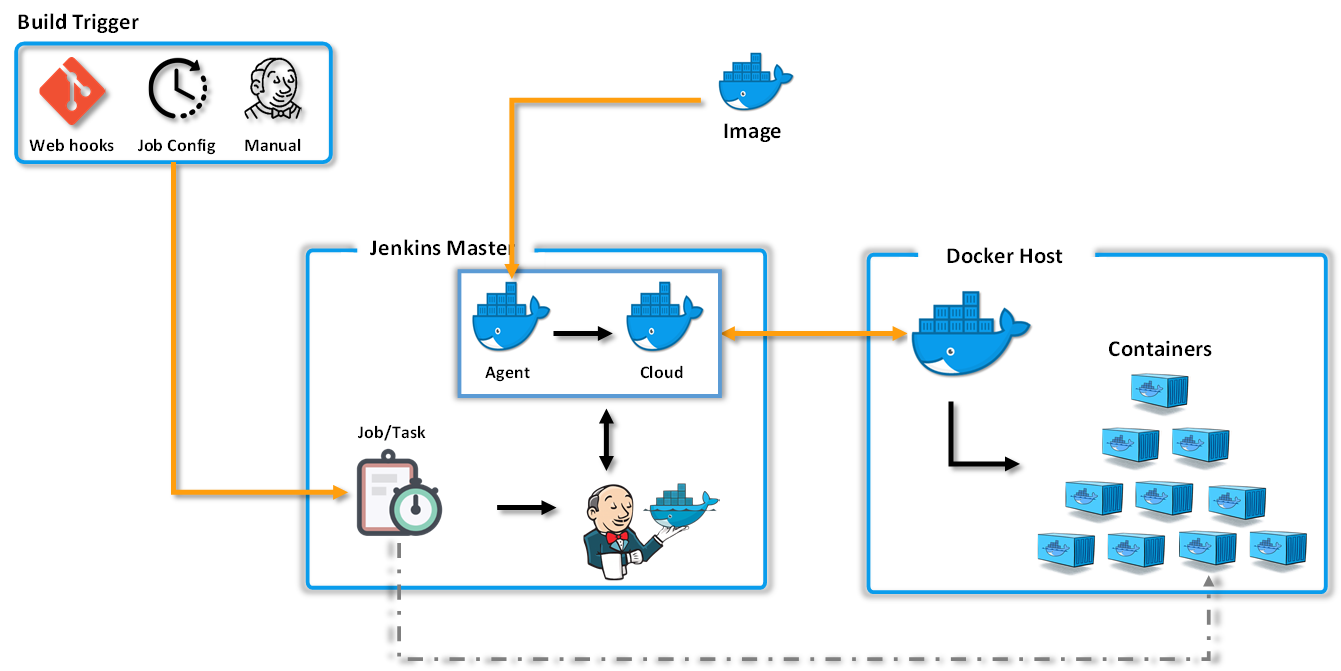 Build Trigger
Web hooks
Job Config
Manual
Image
Jenkins Master
Agent
Cloud
Job/Task
Docker Host
Containers